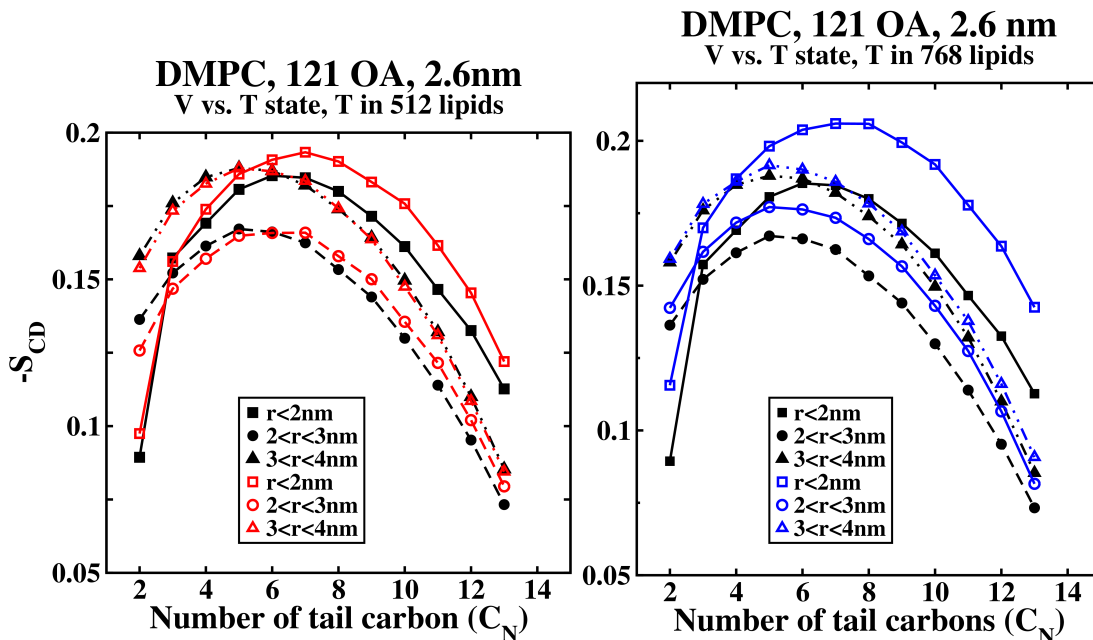 DMPC, 121 OA, 2.6nm
V vs. T state, T in 512 lipids
-S_CD
0.2
0.15
0.1
0.05
r<2nm
2<r<3nm
3<r<4nm
r<2nm
2<r<3nm
3<r<4nm
2 4 6 8 10 12 14
Number of tail carbon (C_N)
DMPC, 121 OA, 2.6 nm
V vs. T state, T in 768 lipids
0.2
0.15
0.1
0.05
r<2nm
2<r<3nm
3<r<4nm
r<2nm
2<r<3nm
3<r<4nm
2 4 6 8 10 12 14
Number of tail carbons (C_N)